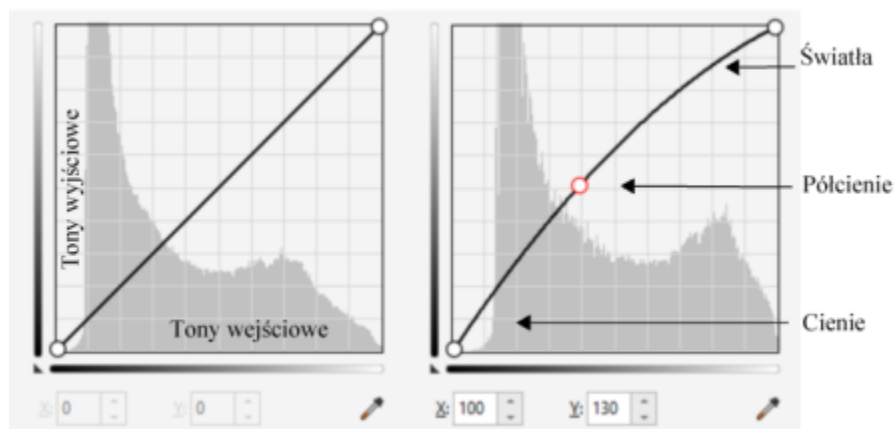 Tony wyjściowe
Tony wejściowe
X: 0 Y: 0
Światła
Półcienie
Cienie
X: 100 Y: 130